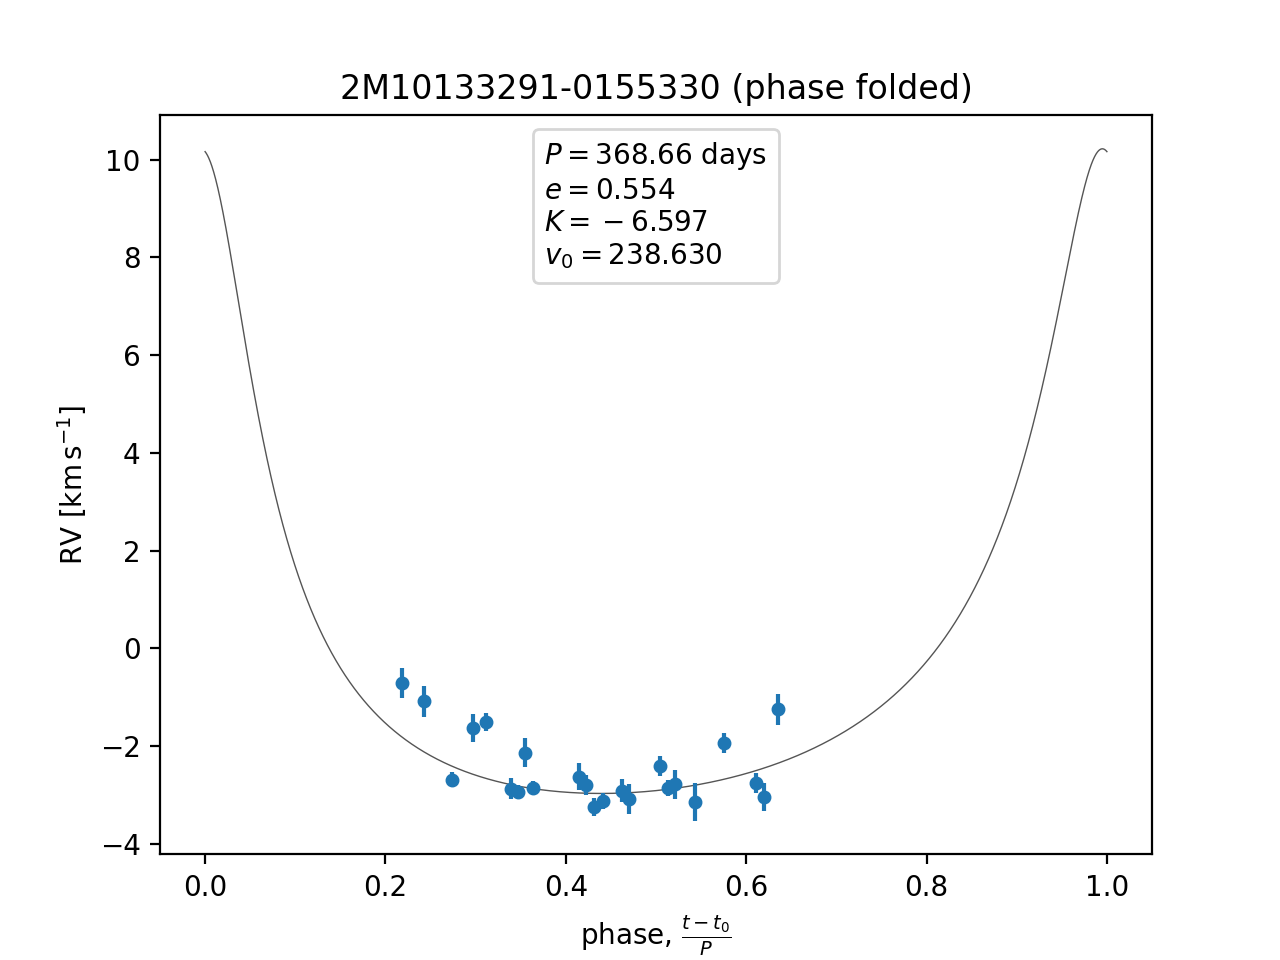 2M10133291-0155330 (phase folded)
P = 368.66 days
e = 0.554
K = − 6.597
v₀ = 238.630
10
8
6
4
2
0
−2
−4
RV [km s⁻¹]
0.0 0.2 0.4 0.6 0.8 1.0
phase, (t − t₀)/P